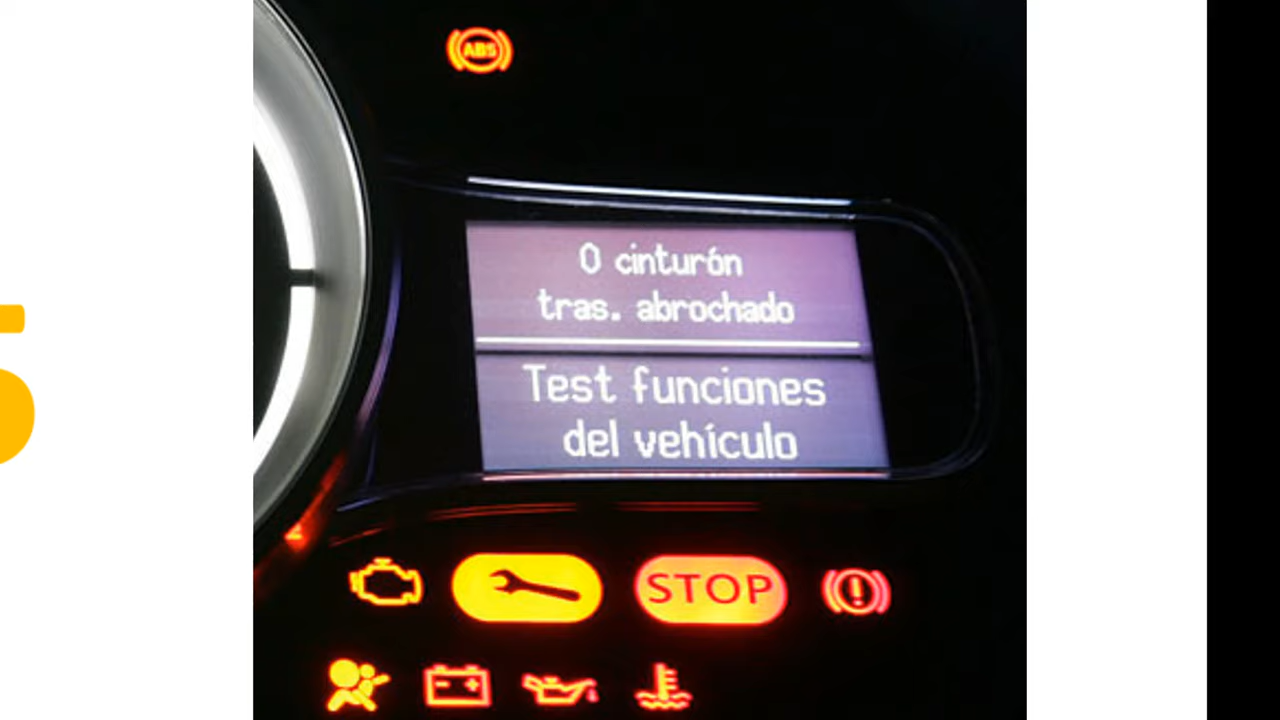 ABS
0 cinturón
tras. abrochado
Test funciones
del vehículo
STOP